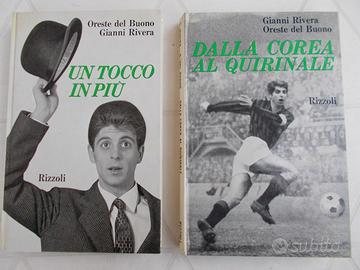 Oreste del Buono
Gianni Rivera
UN TOCCO
IN PIÙ
Rizzoli
Gianni Rivera
Oreste del Buono
DALLA COREA
AL QUIRINALE
Rizzoli
subito